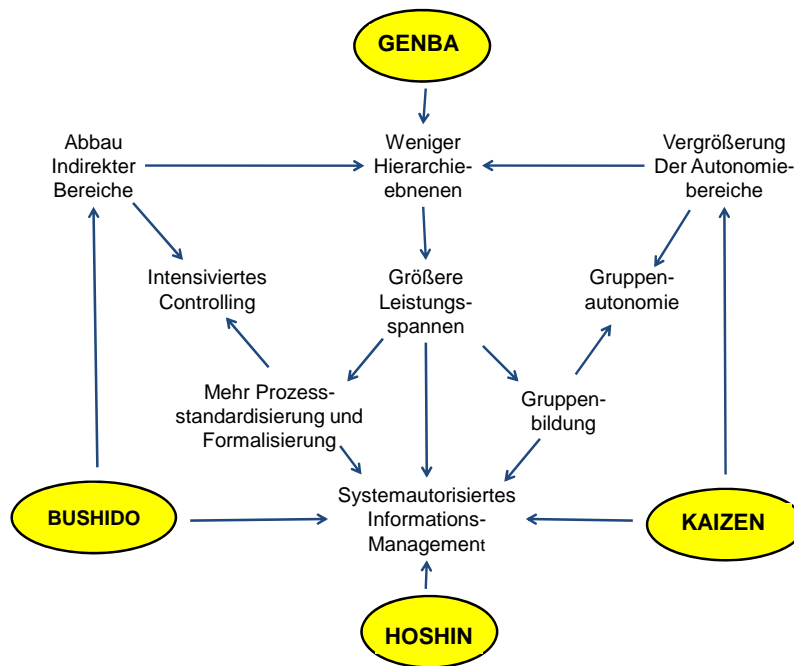 GENBA
Abbau
Indirekter
Bereiche
Weniger
Hierarchie-
ebnenen
Vergrößerung
Der Autonomie-
bereiche
Intensiviertes
Controlling
Größere
Leistungs-
spannen
Gruppen-
autonomie
Mehr Prozess-
standardisierung und
Formalisierung
Gruppen-
bildung
BUSHIDO
Systemautorisiertes
Informations-
Management
KAIZEN
HOSHIN